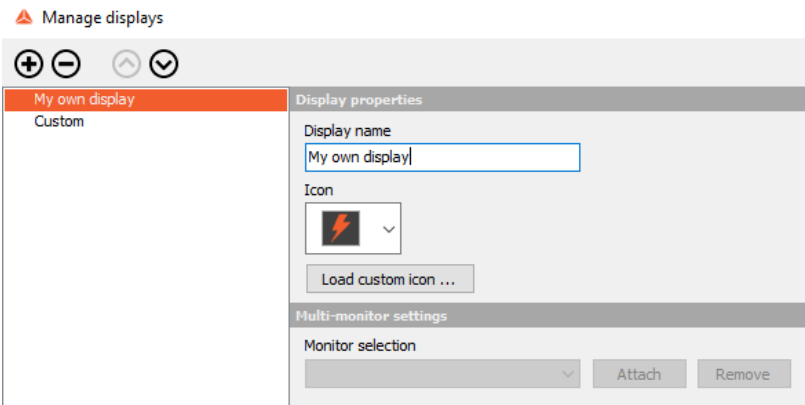 Manage displays
My own display
Custom
Display properties
Display name
My own display
Icon
Load custom icon ...
Multi-monitor settings
Monitor selection
Attach
Remove